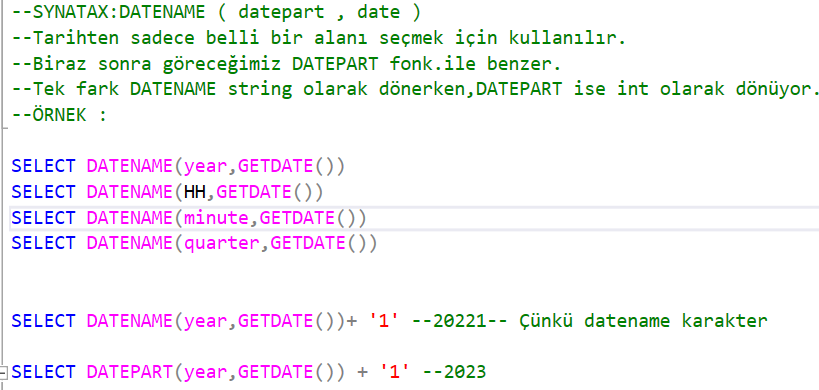 --SYNATAX:DATENAME ( datepart , date )
--Tarihten sadece belli bir alanı seçmek için kullanılır.
--Biraz sonra göreceğimiz DATEPART fonk.ile benzer.
--Tek fark DATENAME string olarak dönerken,DATEPART ise int olarak dönüyor.
--ÖRNEK :
SELECT DATENAME(year,GETDATE())
SELECT DATENAME(HH,GETDATE())
SELECT DATENAME(minute,GETDATE())
SELECT DATENAME(quarter,GETDATE())
SELECT DATENAME(year,GETDATE())+ '1' --20221-- Çünkü datename karakter
SELECT DATEPART(year,GETDATE()) + '1' --2023